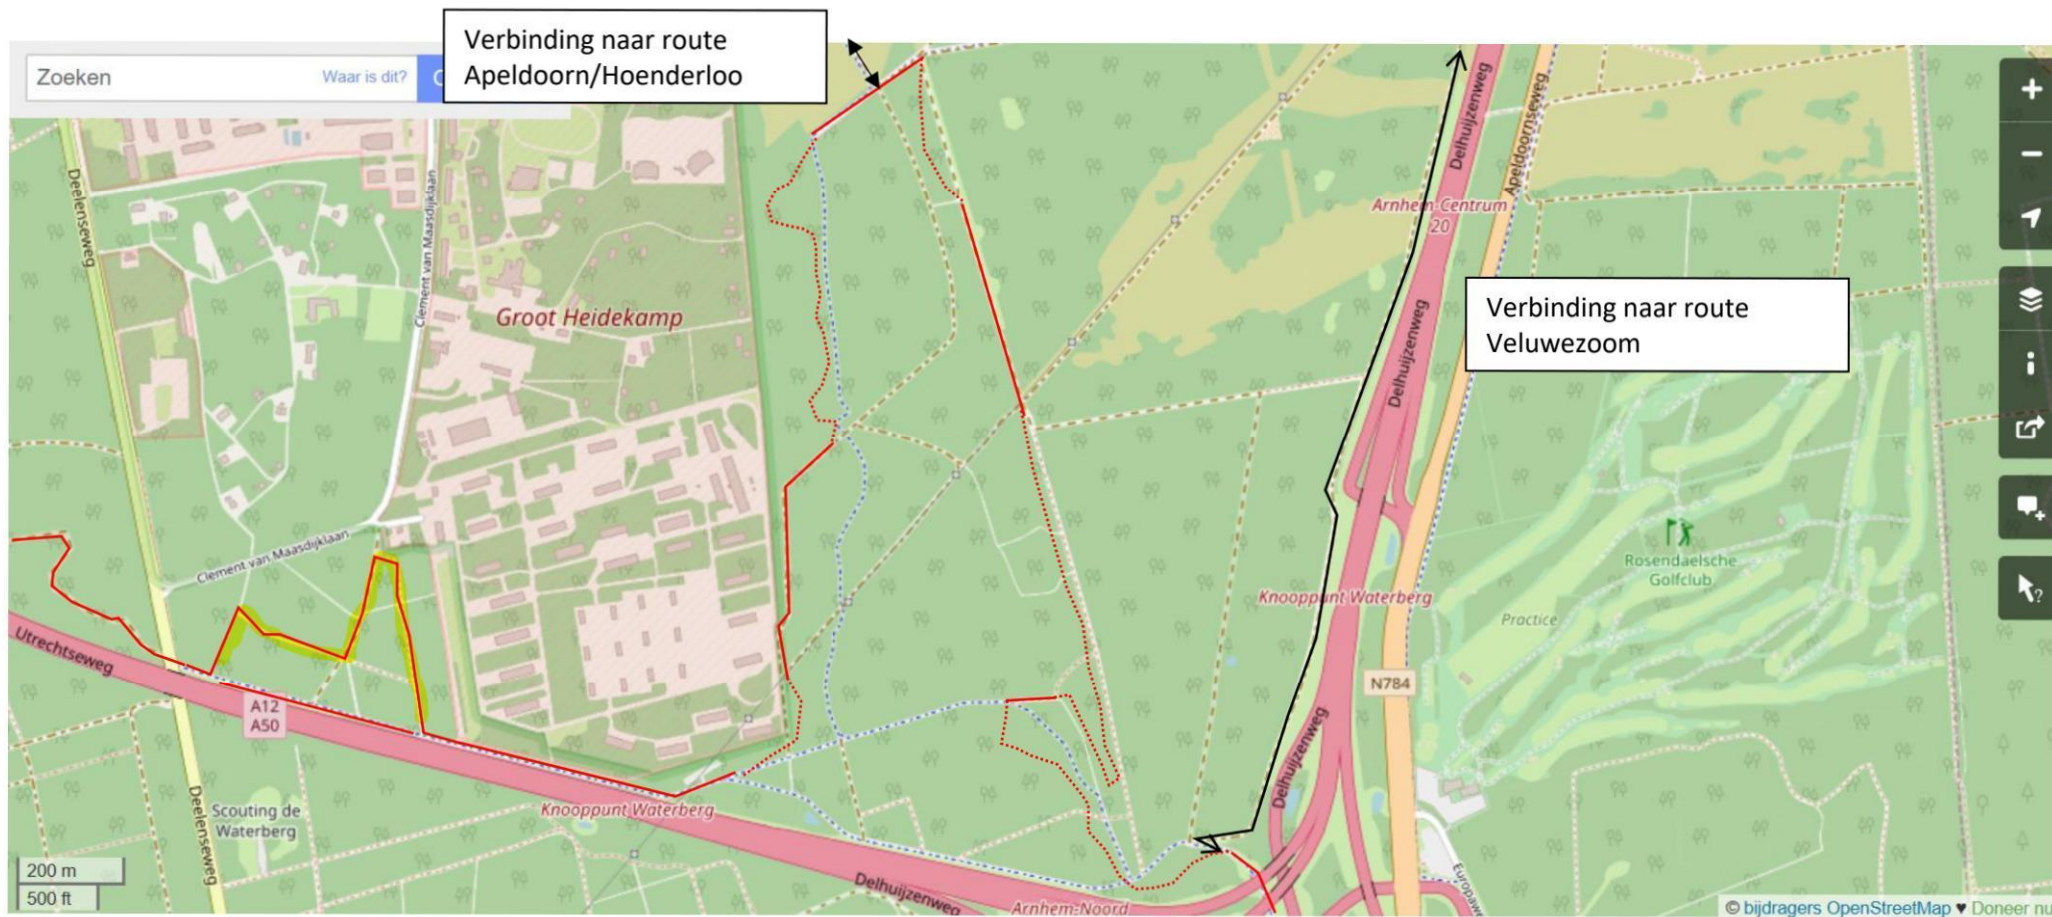 Verbinding naar route
Apeldoorn/Hoenderloo
Zoeken
Waar is dit?
Delhuijzenweg
Apeldoornseweg
Deelenseweg
Clement van Maasdijklaan
Arnhem-Centrum
20
Verbinding naar route
Veluwezoom
Groot Heidekamp
Delhuijzenweg
Delhuijzenweg
Rosendaelsche
Golfclub
Clement van Maasdijklaan
Knooppunt Waterberg
Practice
Utrechtseweg
N784
A12
A50
Delhuijzenweg
Scouting de
Waterberg
Knooppunt Waterberg
Deelenseweg
200 m
500 ft
Delhuijzenweg
Arnhem-Noord
© bijdragers OpenStreetMap ♥ Doneer nu